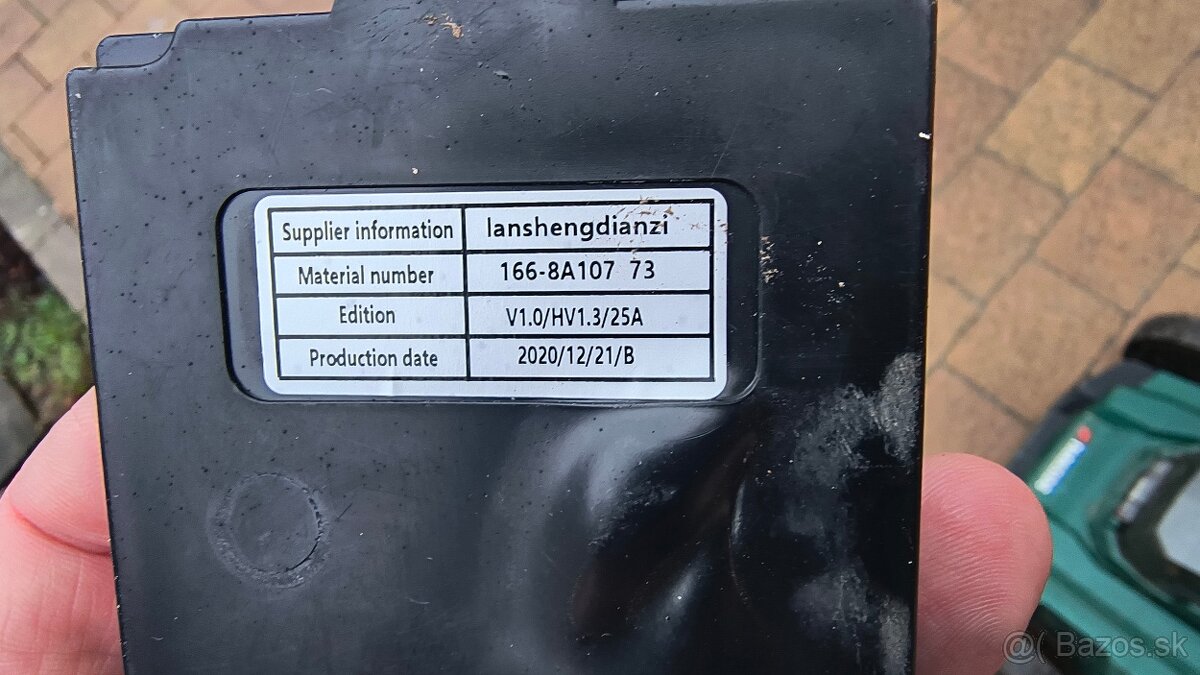 Supplier information lanshengdianzi
Material number 166-8A107 73
Edition V1.0/HV1.3/25A
Production date 2020/12/21/B
@( Bazos.sk